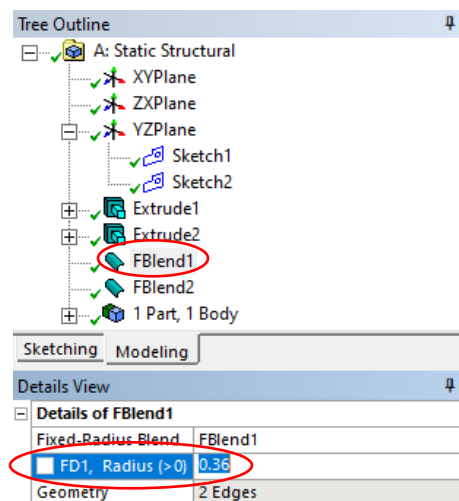 Tree Outline
A: Static Structural
XYPlane
ZXPlane
YZPlane
Sketch1
Sketch2
Extrude1
Extrude2
FBlend1
FBlend2
1 Part, 1 Body
Sketching Modeling
Details View
Details of FBlend1
Fixed-Radius Blend FBlend1
FD1, Radius (>0) 0.36
Geometry 2 Edges